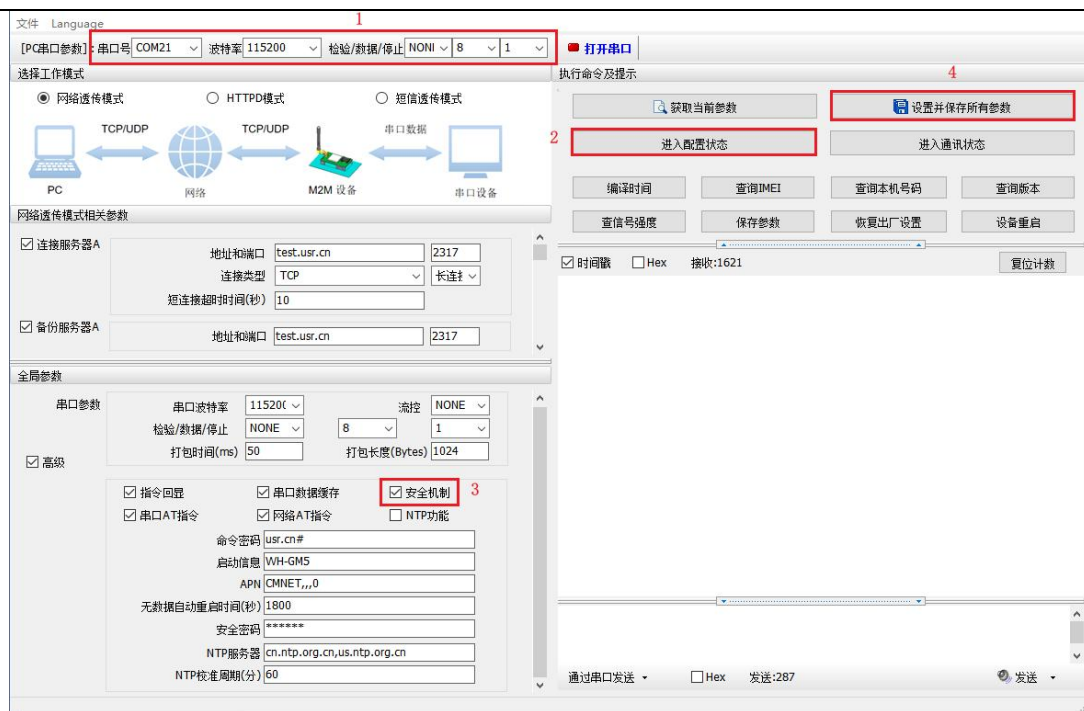 文件 Language
1
[PC串口参数]: 串口号 COM21 波特率 115200 检验/数据/停止 NONI 8 1 打开串口
选择工作模式
网络透传模式 HTTPD模式 短信透传模式
TCP/UDP TCP/UDP 串口数据
PC 网络 M2M 设备 串口设备
网络透传模式相关参数
连接服务器A
地址和端口 test.usr.cn 2317
连接类型 TCP 长连接
短连接超时时间(秒) 10
备份服务器A
地址和端口 test.usr.cn 2317
全局参数
串口参数 串口波特率 11520( 流控 NONE
检验/数据/停止 NONE 8 1
打包时间(ms) 50 打包长度(Bytes) 1024
高级
指令回显 串口数据缓存 安全机制 3
串口AT指令 网络AT指令 NTP功能
命令密码 usr.cn#
启动信息 WH-GM5
APN CMNET,,,0
无数据自动重启时间(秒) 1800
安全密码 ******
NTP服务器 cn.ntp.org.cn,us.ntp.org.cn
NTP校准周期(分) 60
执行命令及提示
4
获取当前参数 设置并保存所有参数
2 进入配置状态 进入通讯状态
编译时间 查询IMEI 查询本机号码 查询版本
查信号强度 保存参数 恢复出厂设置 设备重启
时间戳 Hex 接收:1621 复位计数
通过串口发送 Hex 发送:287 发送